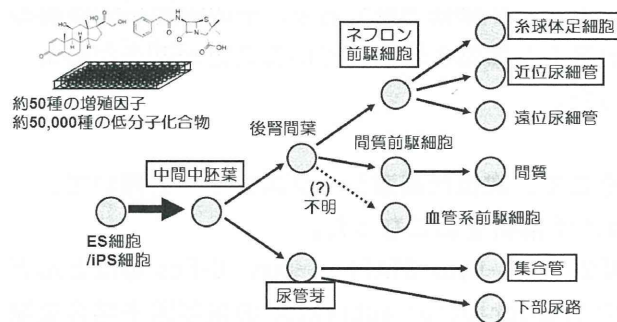 約50種の増殖因子
約50,000種の低分子化合物
ES細胞
/iPS細胞
中間中胚葉
後腎間葉
尿管芽
ネフロン
前駆細胞
間質前駆細胞
(?)
不明
血管系前駆細胞
糸球体足細胞
近位尿細管
遠位尿細管
間質
集合管
下部尿路